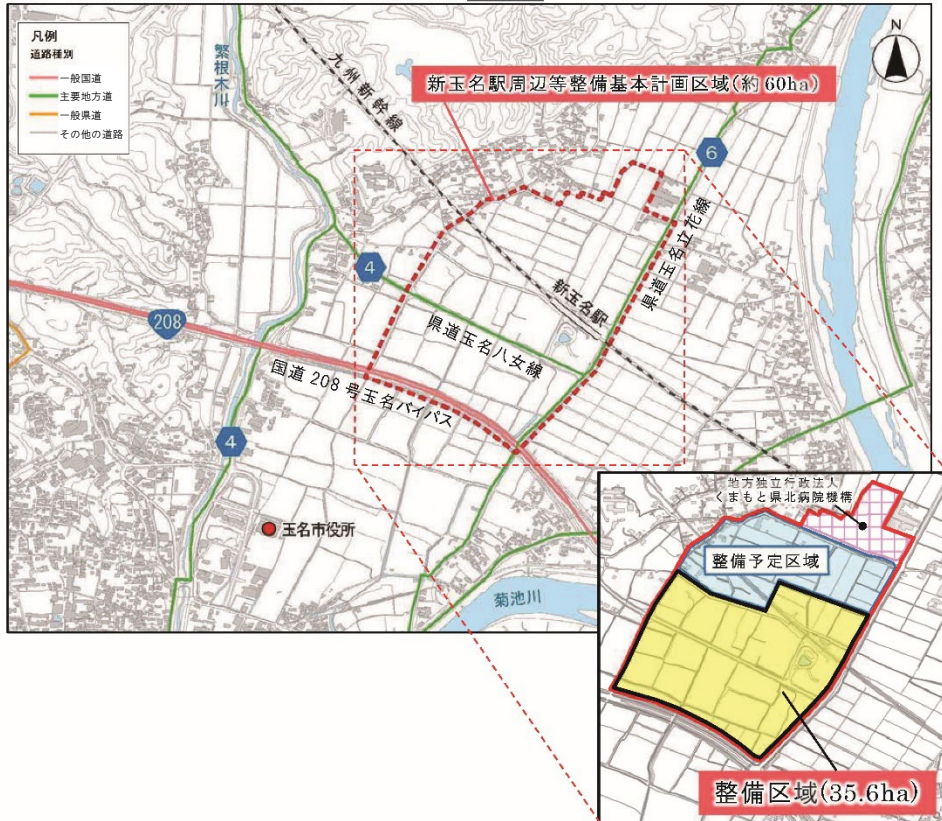 凡例
道路種別
一般国道
主要地方道
一般県道
その他の道路
繁根木川
九州新幹線
N
新玉名駅周辺等整備基本計画区域(約60ha)
6
4
県道玉名立花線
新玉名駅
208
県道玉名八女線
国道208号玉名バイパス
4
玉名市役所
菊池川
地方独立行政法人
くまもと県北病院機構
整備予定区域
整備区域(35.6ha)